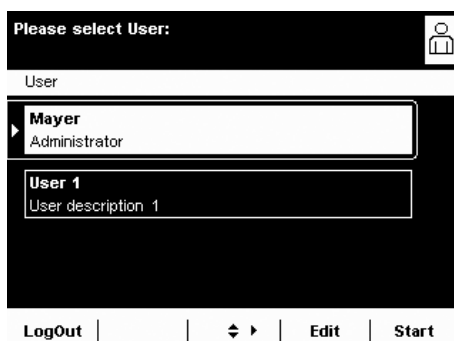 Please select User:
User
Mayer
Administrator
User 1
User description 1
LogOut Edit Start